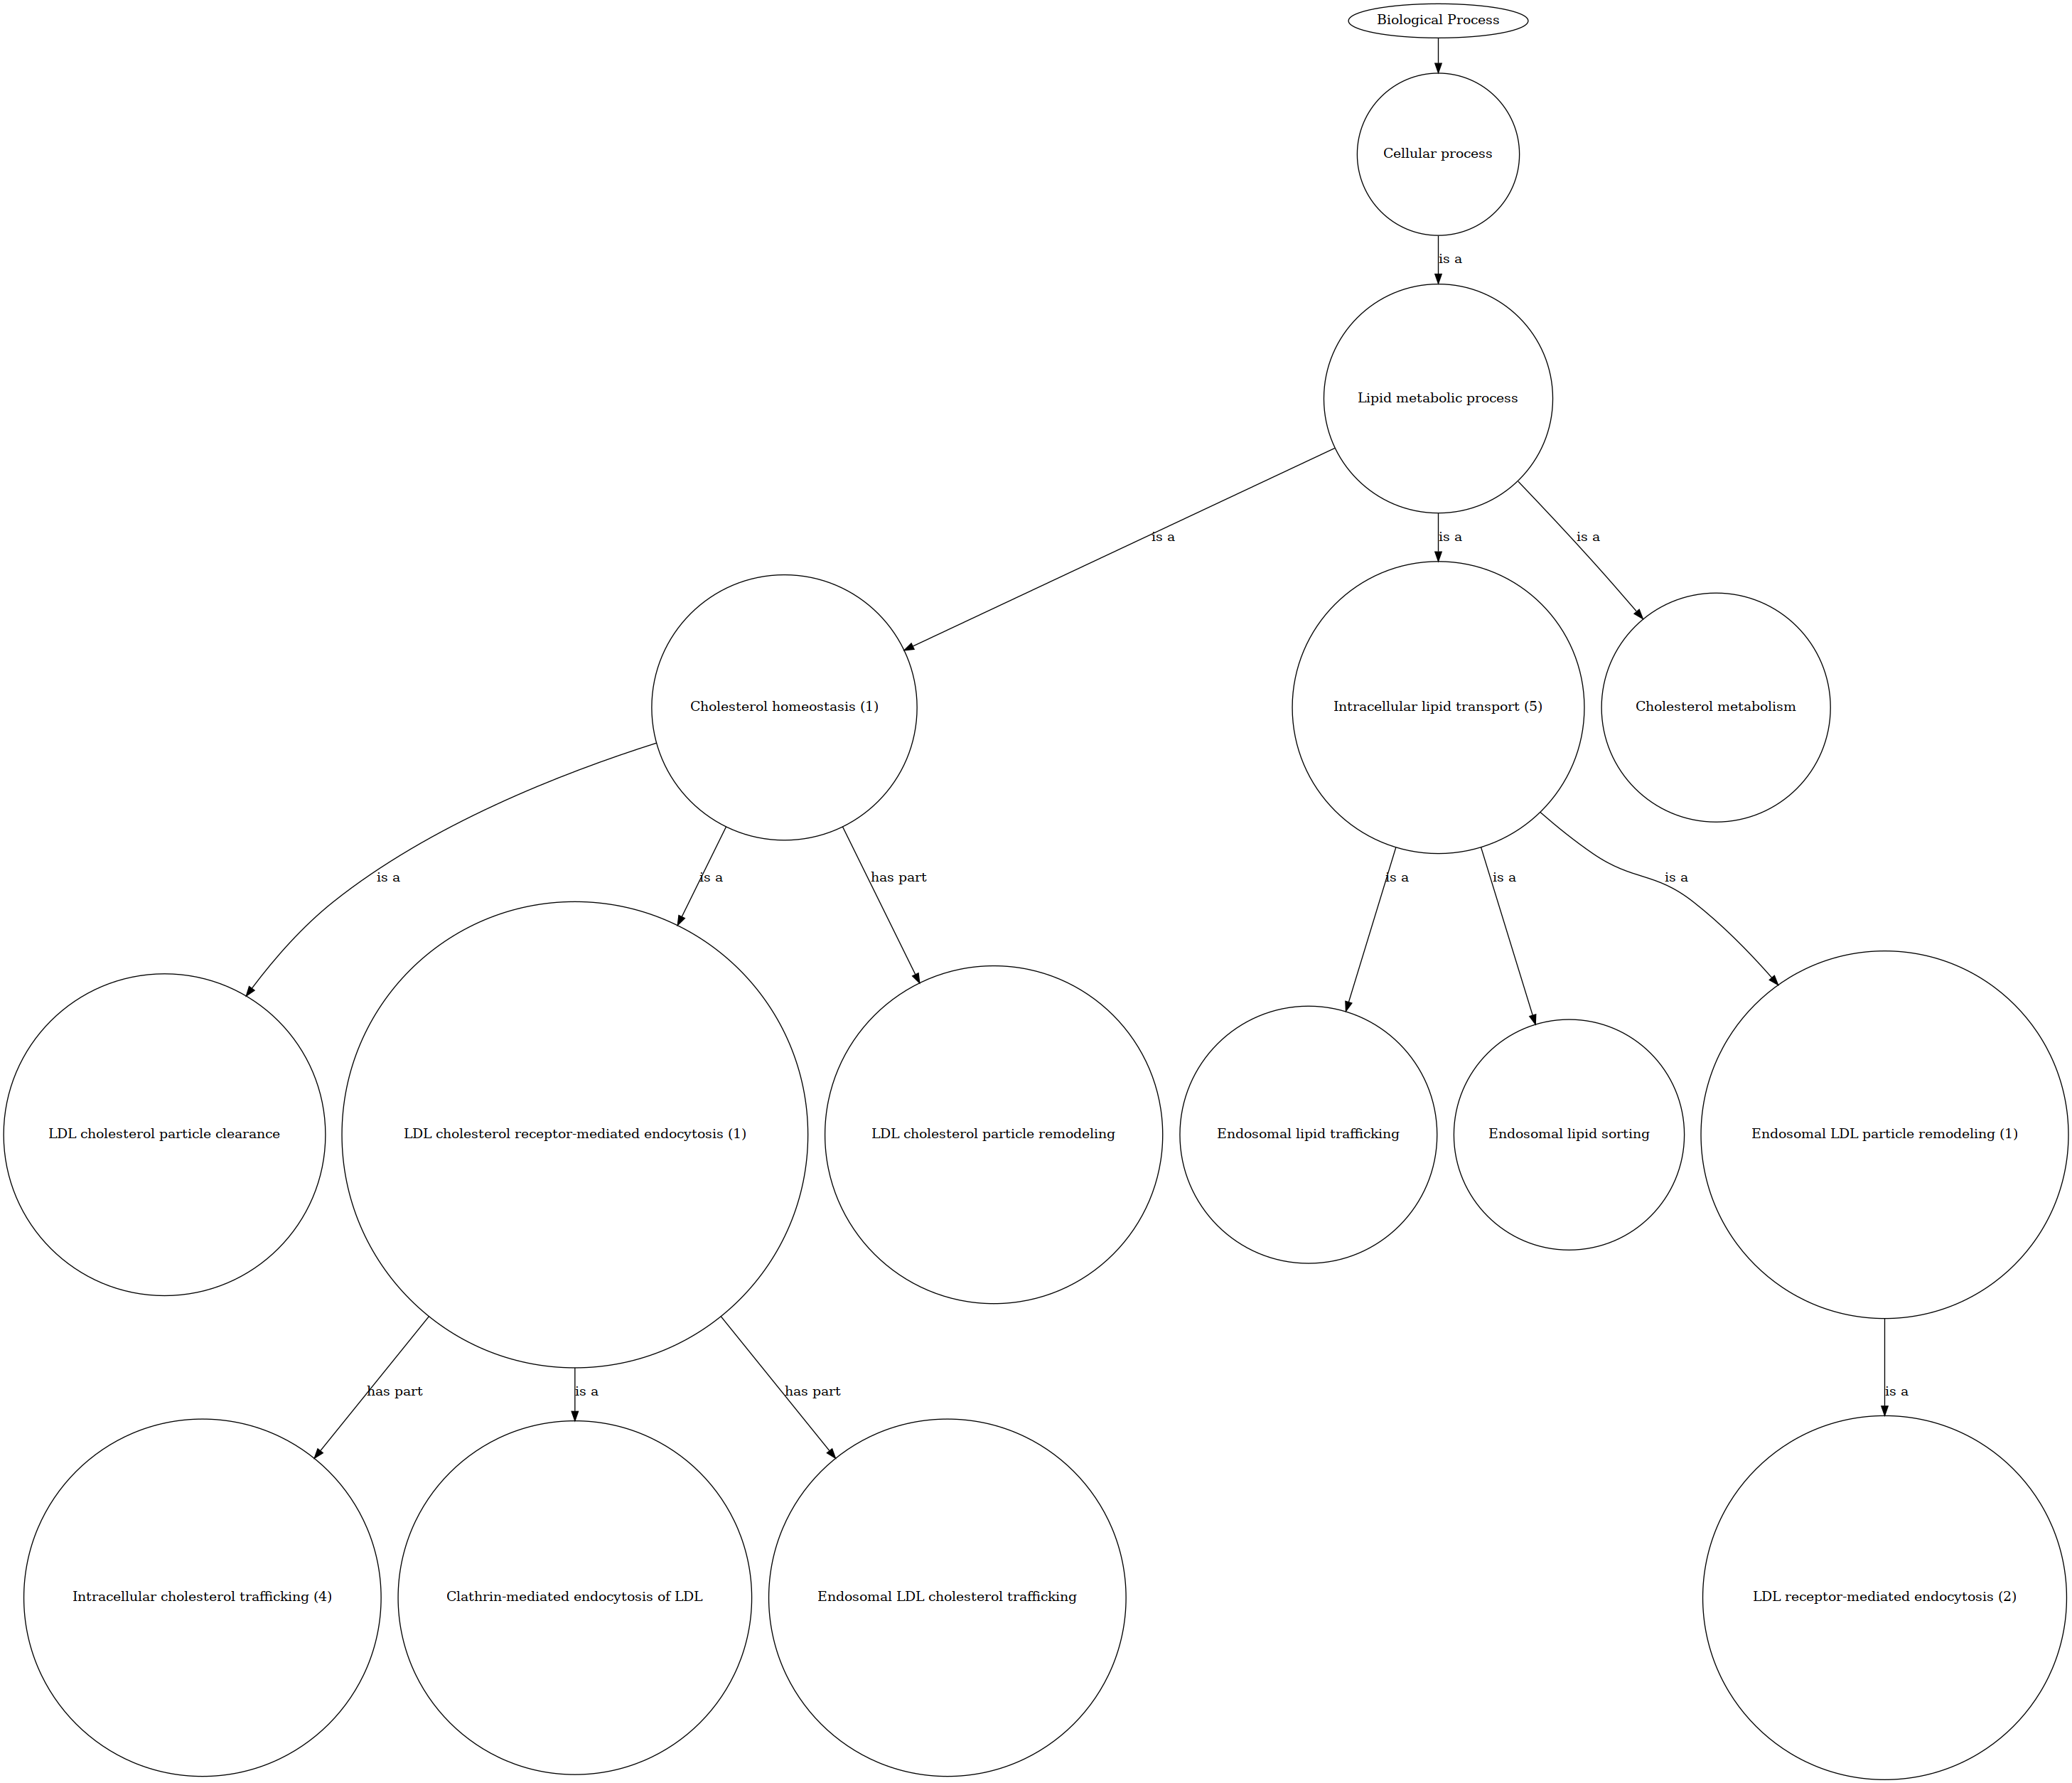 Biological Process
Cellular process
is a
Lipid metabolic process
is a
is a
is a
Cholesterol homeostasis (1)
Intracellular lipid transport (5)
Cholesterol metabolism
is a
is a
has part
is a
is a
is a
LDL cholesterol particle clearance
LDL cholesterol receptor-mediated endocytosis (1)
LDL cholesterol particle remodeling
Endosomal lipid trafficking
Endosomal lipid sorting
Endosomal LDL particle remodeling (1)
has part
is a
has part
is a
Intracellular cholesterol trafficking (4)
Clathrin-mediated endocytosis of LDL
Endosomal LDL cholesterol trafficking
LDL receptor-mediated endocytosis (2)